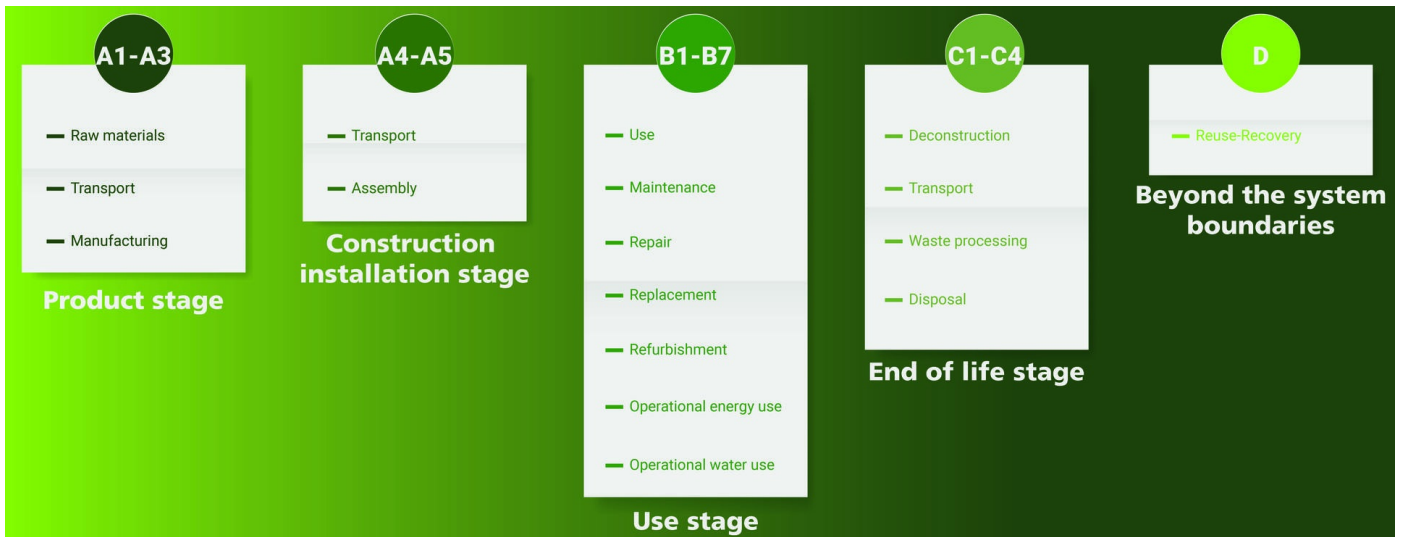 A1-A3
Raw materials
Transport
Manufacturing
Product stage
A4-A5
Transport
Assembly
Construction
installation stage
B1-B7
Use
Maintenance
Repair
Replacement
Refurbishment
Operational energy use
Operational water use
Use stage
C1-C4
Deconstruction
Transport
Waste processing
Disposal
End of life stage
D
Reuse-Recovery
Beyond the system
boundaries